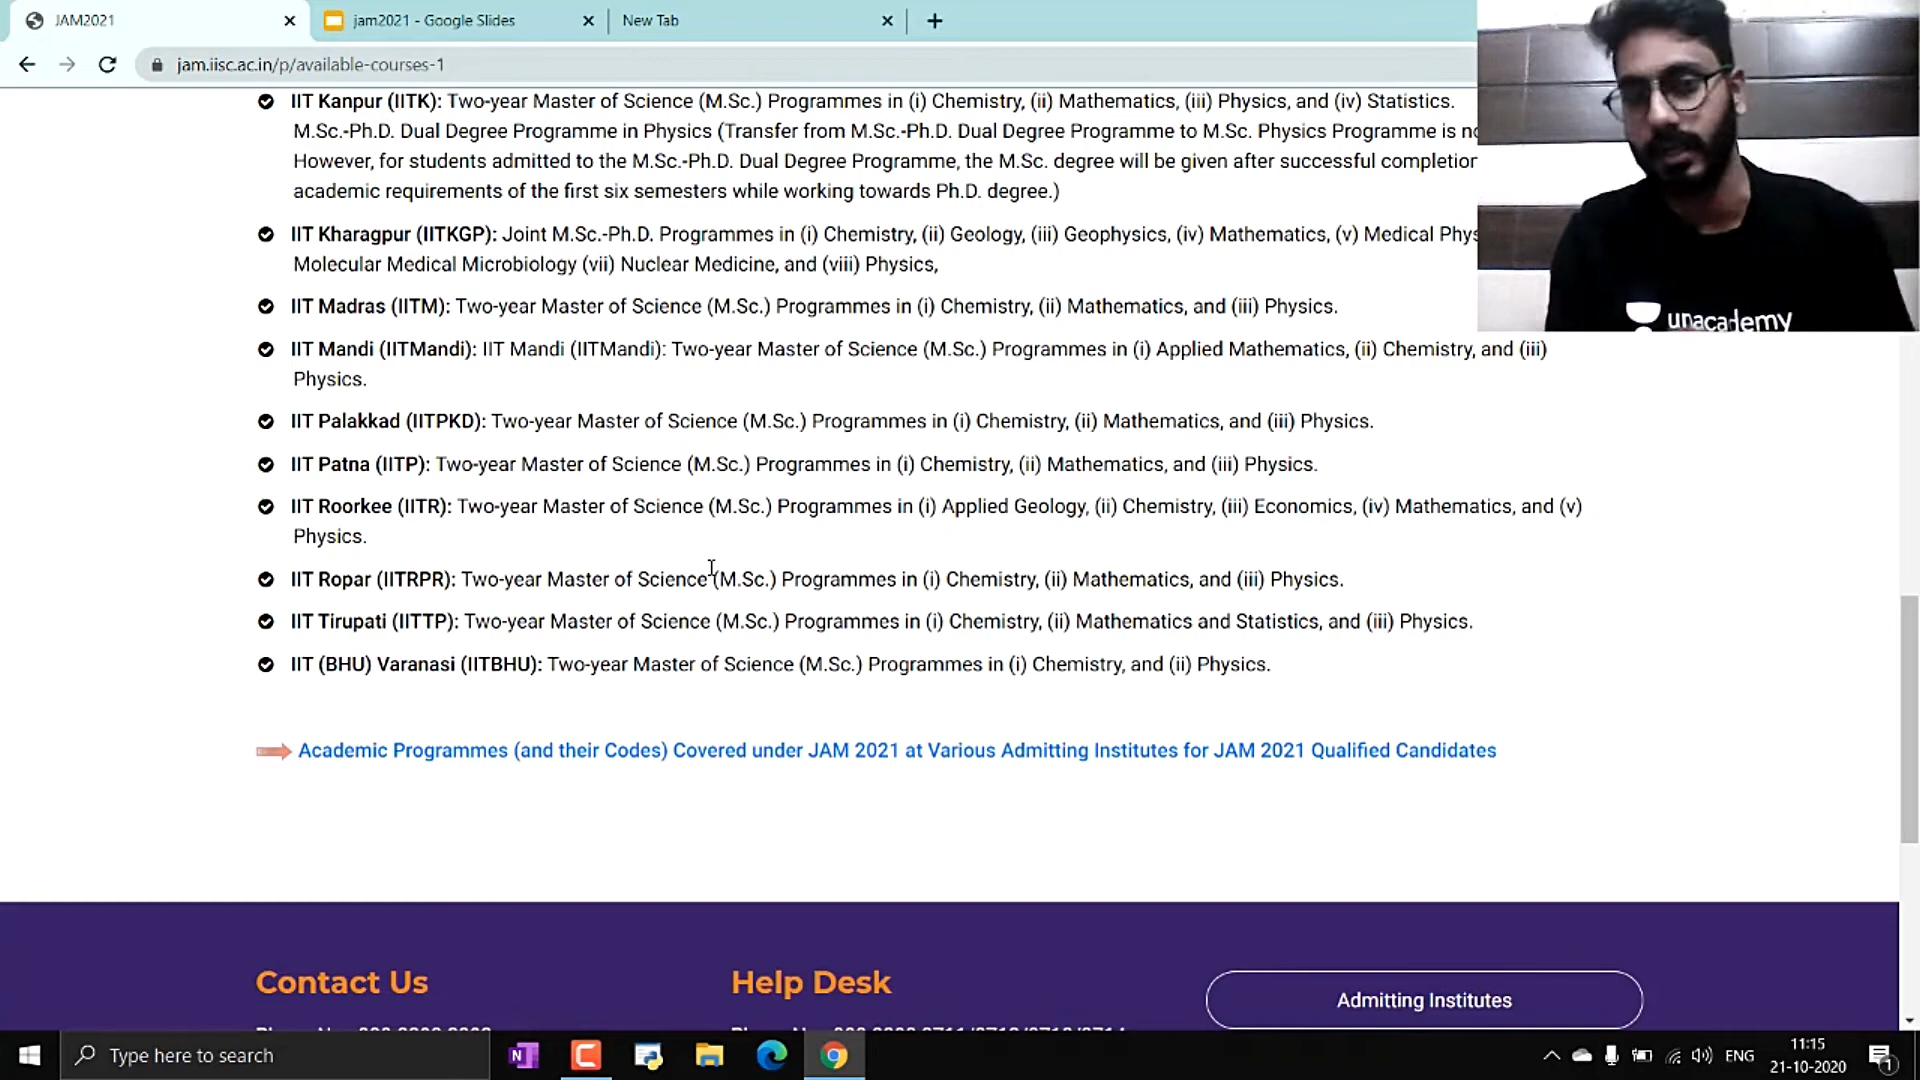 JAM2021
jam2021 - Google Slides
New Tab
jam.iisc.ac.in/p/available-courses-1
IIT Kanpur (IITK): Two-year Master of Science (M.Sc.) Programmes in (i) Chemistry, (ii) Mathematics, (iii) Physics, and (iv) Statistics.
M.Sc.-Ph.D. Dual Degree Programme in Physics (Transfer from M.Sc.-Ph.D. Dual Degree Programme to M.Sc. Physics Programme is
However, for students admitted to the M.Sc.-Ph.D. Dual Degree Programme, the M.Sc. degree will be given after successful completion
academic requirements of the first six semesters while working towards Ph.D. degree.)
IIT Kharagpur (IITKGP): Joint M.Sc.-Ph.D. Programmes in (i) Chemistry, (ii) Geology, (iii) Geophysics, (iv) Mathematics, (v) Medical
Molecular Medical Microbiology (vii) Nuclear Medicine, and (viii) Physics,
IIT Madras (IITM): Two-year Master of Science (M.Sc.) Programmes in (i) Chemistry, (ii) Mathematics, and (iii) Physics.
unacademy
IIT Mandi (IITMandi): IIT Mandi (IITMandi): Two-year Master of Science (M.Sc.) Programmes in (i) Applied Mathematics, (ii) Chemistry, and (iii)
Physics.
IIT Palakkad (IITPKD): Two-year Master of Science (M.Sc.) Programmes in (i) Chemistry, (ii) Mathematics, and (iii) Physics.
IIT Patna (IITP): Two-year Master of Science (M.Sc.) Programmes in (i) Chemistry, (ii) Mathematics, and (iii) Physics.
IIT Roorkee (IITR): Two-year Master of Science (M.Sc.) Programmes in (i) Applied Geology, (ii) Chemistry, (iii) Economics, (iv) Mathematics, and (v)
Physics.
IIT Ropar (IITRPR): Two-year Master of Science (M.Sc.) Programmes in (i) Chemistry, (ii) Mathematics, and (iii) Physics.
IIT Tirupati (IITTP): Two-year Master of Science (M.Sc.) Programmes in (i) Chemistry, (ii) Mathematics and Statistics, and (iii) Physics.
IIT (BHU) Varanasi (IITBHU): Two-year Master of Science (M.Sc.) Programmes in (i) Chemistry, and (ii) Physics.
Academic Programmes (and their Codes) Covered under JAM 2021 at Various Admitting Institutes for JAM 2021 Qualified Candidates
Contact Us
Help Desk
Admitting Institutes
Type here to search
ENG
11:15
21-10-2020